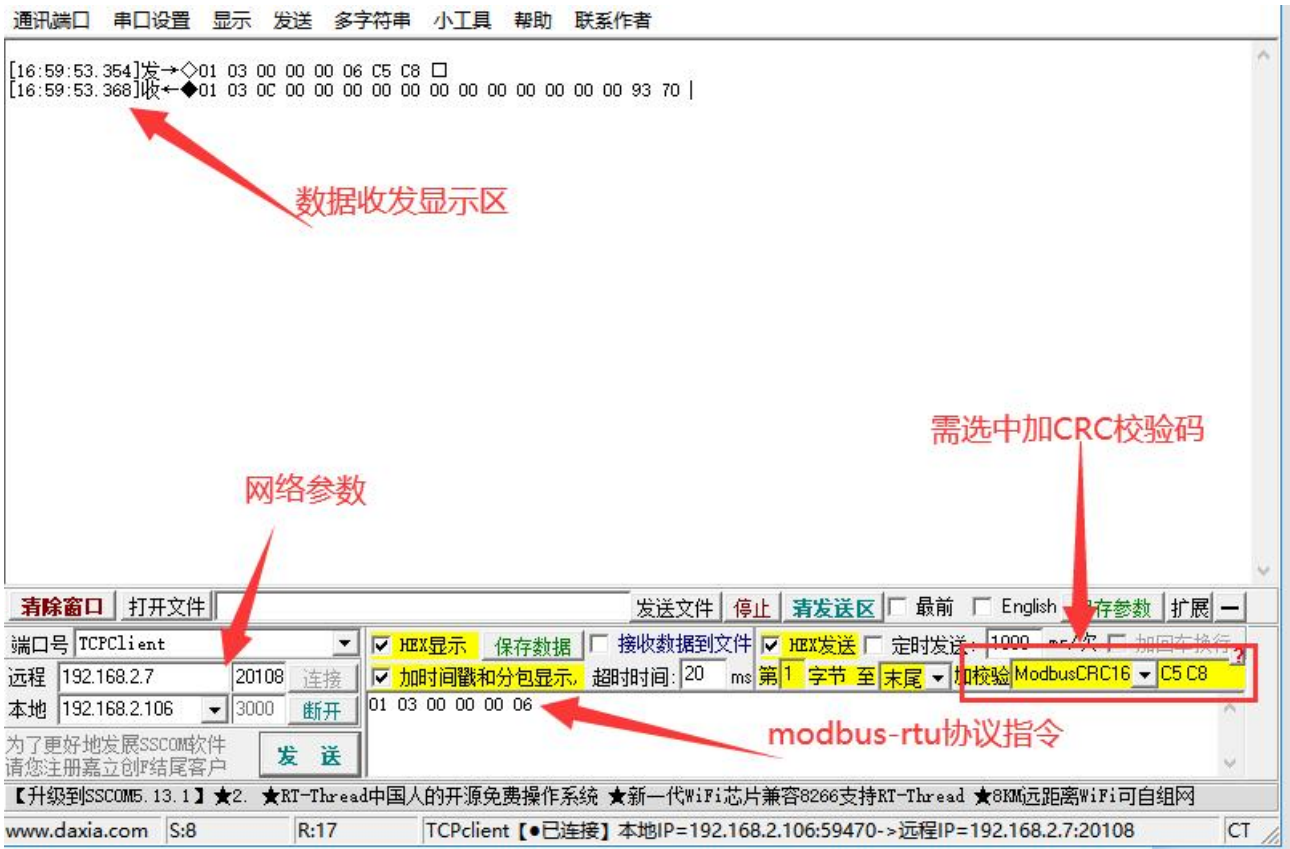 通讯端口 串口设置 显示 发送 多字符串 小工具 帮助 联系作者
[16:59:53.354]发→◇01 03 00 00 00 06 C5 C8 □
[16:59:53.368]收←◆01 03 0C 00 00 00 00 00 00 00 00 00 00 00 00 93 70
数据收发显示区
需选中加CRC校验码
网络参数
清除窗口 打开文件 发送文件 停止 清发送区 最前 English 存参数 扩展 —
端口号 TCPClient HEX显示 保存数据 接收数据到文件 HEX发送 定时发送: 1000 ms/次 加回车换行
远程 192.168.2.7 20108 连接 加时间戳和分包显示, 超时时间: 20 ms 第1 字节 至 末尾 加校验 ModbusCRC16 C5 C8 ?
本地 192.168.2.106 3000 断开 01 03 00 00 00 06
modbus-rtu协议指令
为了更好地发展SSCOM软件
请您注册嘉立创F结尾客户
发 送
【升级到SSCOM5.13.1】★2. ★RT-Thread中国人的开源免费操作系统 ★新一代WiFi芯片兼容8266支持RT-Thread ★8KM远距离WiFi可自组网
www.daxia.com S:8 R:17 TCPclient【●已连接】本地IP=192.168.2.106:59470->远程IP=192.168.2.7:20108 CT